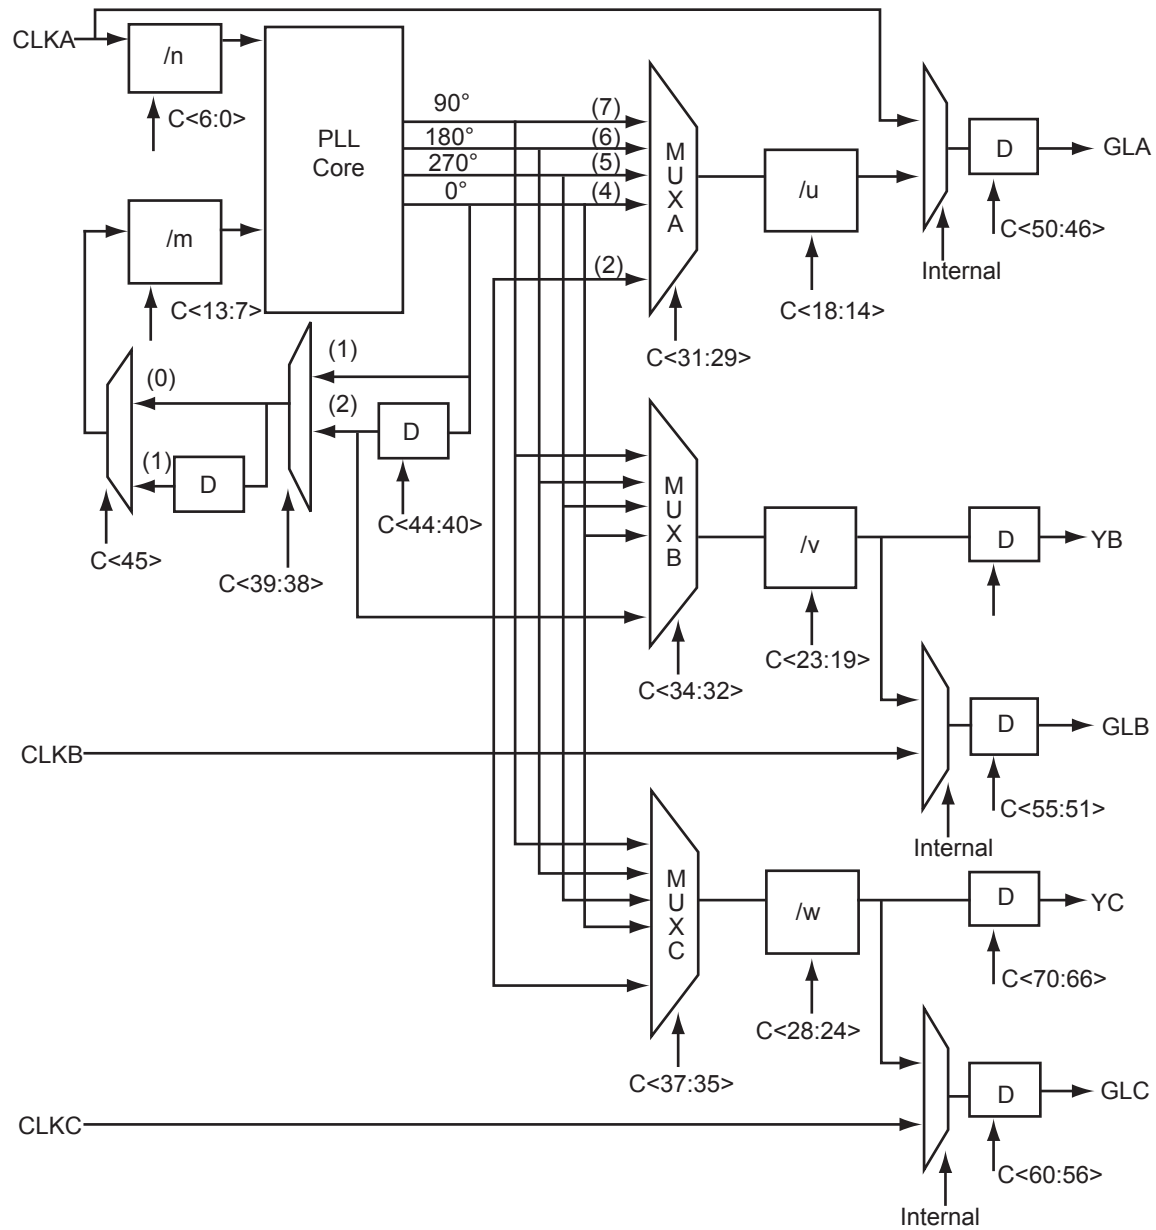 CLKA
/n
C<6:0>
PLL
Core
90°
180°
270°
0°
(7)
(6)
(5)
(4)
(2)
M
U
X
A
/u
D
GLA
C<50:46>
Internal
/m
C<13:7>
C<18:14>
C<31:29>
(0)
(1)
(1)
(2)
D
D
C<44:40>
C<45>
C<39:38>
M
U
X
B
/v
D
YB
C<23:19>
C<34:32>
D
GLB
CLKB
C<55:51>
Internal
M
U
X
C
/w
D
YC
C<70:66>
C<28:24>
C<37:35>
D
GLC
CLKC
C<60:56>
Internal